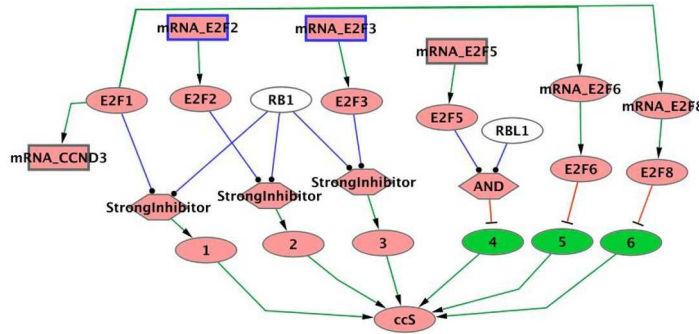 mRNA_E2F2
mRNA_E2F3
mRNA_E2F5
mRNA_E2F6
mRNA_E2F8
E2F1
E2F2
RB1
E2F3
E2F5
RBL1
mRNA_CCND3
E2F6
E2F8
StrongInhibitor
StrongInhibitor
StrongInhibitor
AND
1
2
3
4
5
6
ccS